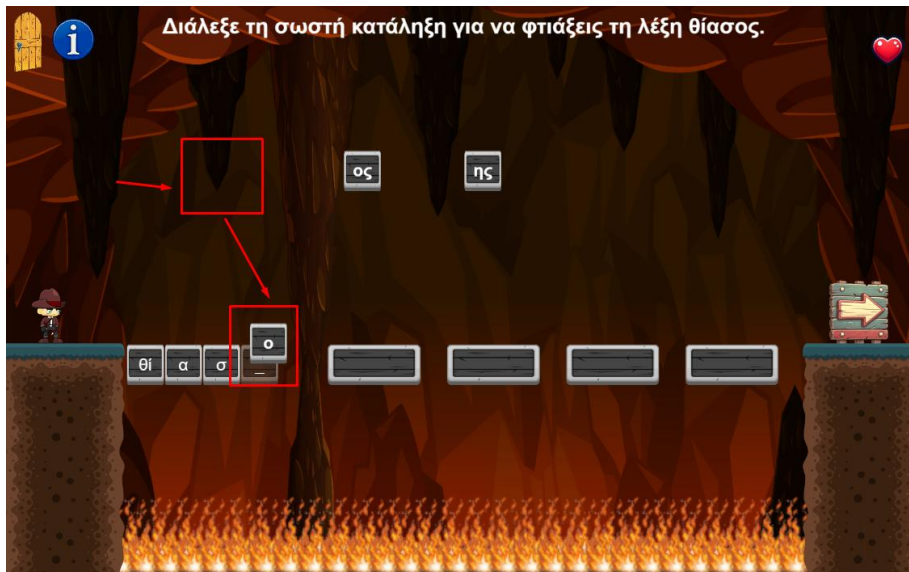 Διάλεξε τη σωστή κατάληξη για να φτιάξεις τη λέξη θίασος.
i
ος ης
ο
θί α σ _